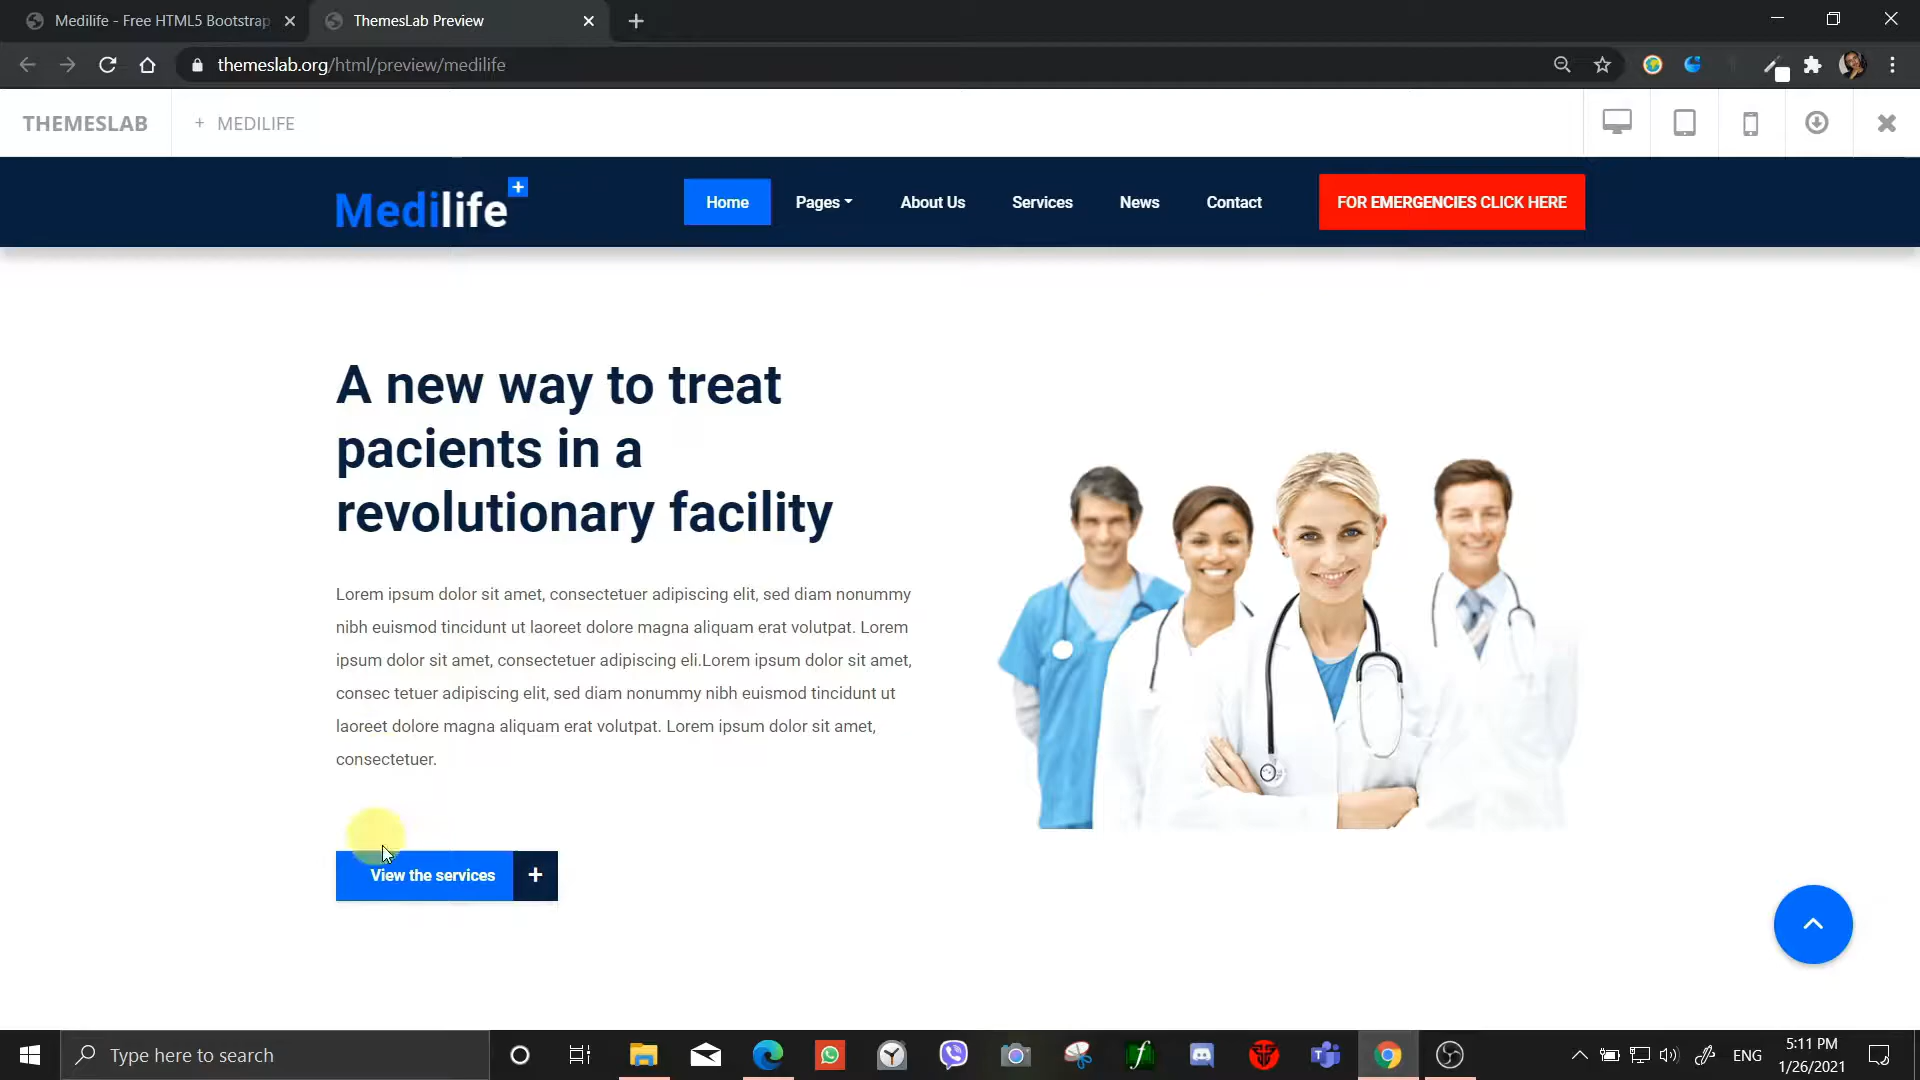 Medilife - Free HTML5 Bootstrap
ThemesLab Preview
themeslab.org/html/preview/medilife
THEMESLAB
+ MEDILIFE
Medilife+
Home
Pages
About Us
Services
News
Contact
FOR EMERGENCIES CLICK HERE
A new way to treat
pacients in a
revolutionary facility
Lorem ipsum dolor sit amet, consectetuer adipiscing elit, sed diam nonummy
nibh euismod tincidunt ut laoreet dolore magna aliquam erat volutpat. Lorem
ipsum dolor sit amet, consectetuer adipiscing eli.Lorem ipsum dolor sit amet,
consec tetuer adipiscing elit, sed diam nonummy nibh euismod tincidunt ut
laoreet dolore magna aliquam erat volutpat. Lorem ipsum dolor sit amet,
consectetuer.
View the services +
Type here to search
ENG
5:11 PM
1/26/2021